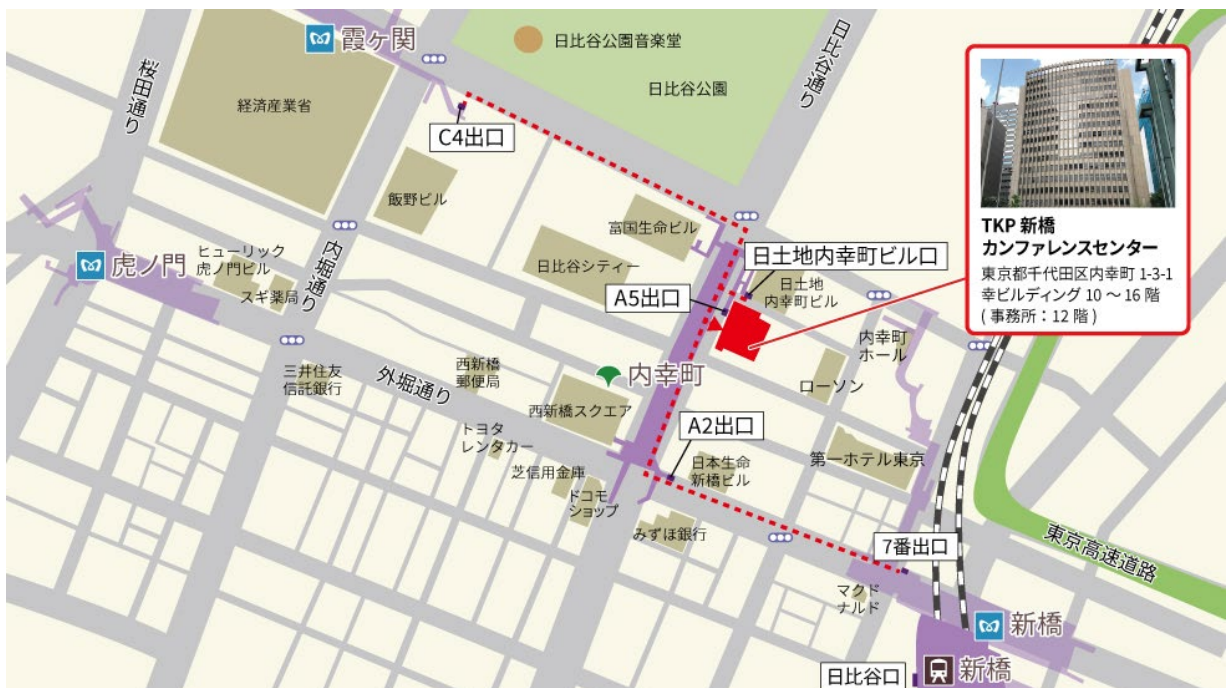 霞ヶ関
日比谷公園音楽堂
日比谷公園
日比谷通り
桜田通り
経済産業省
C4出口
飯野ビル
富国生命ビル
内堀通り
日比谷シティー
日土地内幸町ビル口
日土地
内幸町ビル
A5出口
TKP 新橋
カンファレンスセンター
東京都千代田区内幸町 1-3-1
幸ビルディング 10 ～ 16 階
( 事務所：12 階 )
虎ノ門
ヒューリック
虎ノ門ビル
スギ薬局
内幸町
ホール
三井住友
信託銀行
外堀通り
西新橋
郵便局
内幸町
ローソン
西新橋スクエア
A2出口
トヨタ
レンタカー
芝信用金庫
ドコモ
ショップ
日本生命
新橋ビル
第一ホテル東京
みずほ銀行
7番出口
東京高速道路
マクド
ナルド
新橋
日比谷口
新橋